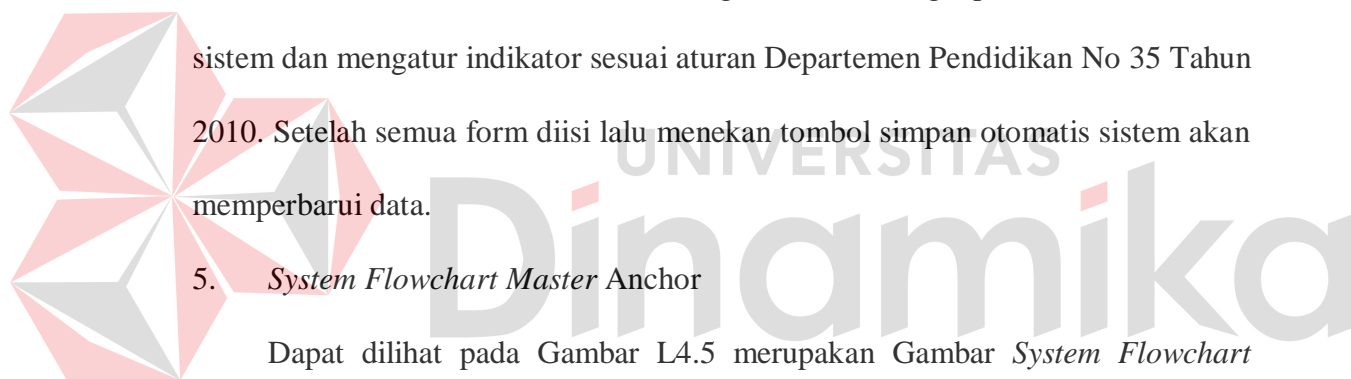 sistem dan mengatur indikator sesuai aturan Departemen Pendidikan No 35 Tahun
2010. Setelah semua form diisi lalu menekan tombol simpan otomatis sistem akan
UNIVERSITAS
memperbarui data.
Dinamika
5. System Flowchart Master Anchor
Dapat dilihat pada Gambar L4.5 merupakan Gambar System Flowchart